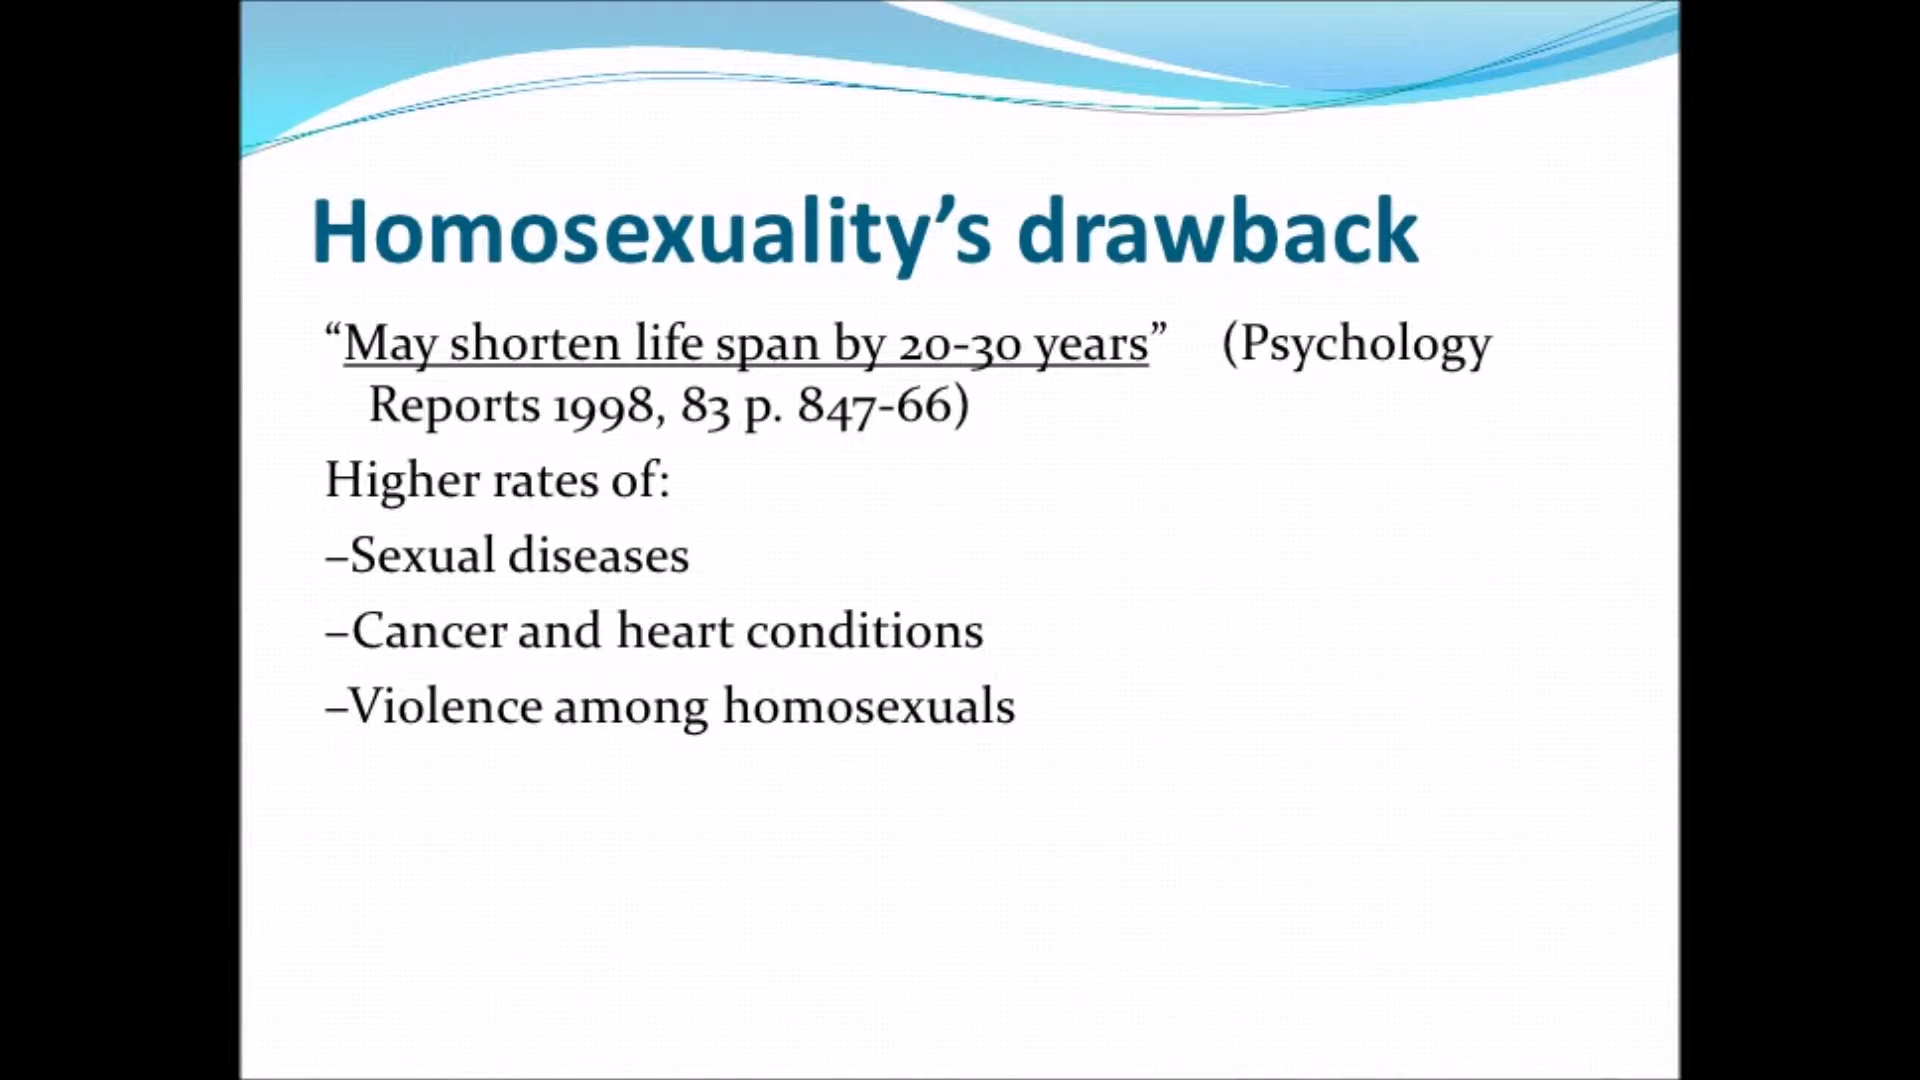 Homosexuality’s drawback
“May shorten life span by 20-30 years” (Psychology
Reports 1998, 83 p. 847-66)
Higher rates of:
–Sexual diseases
–Cancer and heart conditions
–Violence among homosexuals